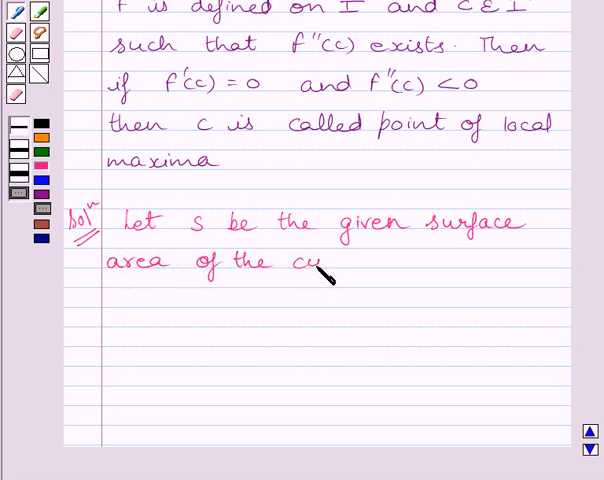 f is defined on I and c ε I
such that f''(c) exists. Then
if f'(c) = 0 and f''(c) < 0
then c is called point of local
maxima
Solⁿ Let S be the given surface
area of the cu